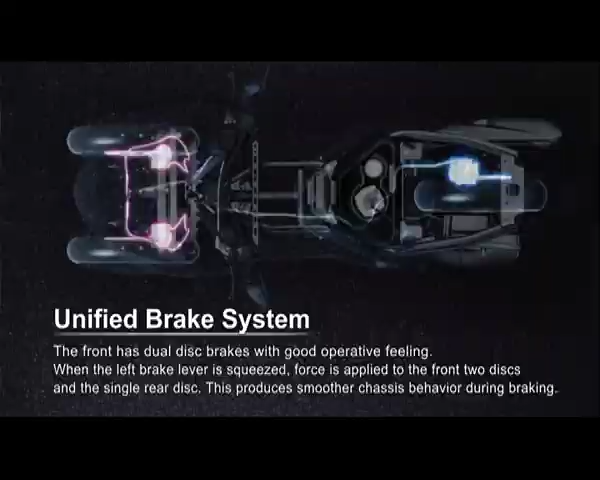 Unified Brake System
The front has dual disc brakes with good operative feeling.
When the left brake lever is squeezed, force is applied to the front two discs
and the single rear disc. This produces smoother chassis behavior during braking.